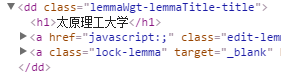 ▼<dd class="lemmaWgt-lemmaTitle-title">
<h1>太原理工大学</h1>
▶<a href="javascript:;" class="edit-lem
▶<a class="lock-lemma" target="_blank" h
</dd>